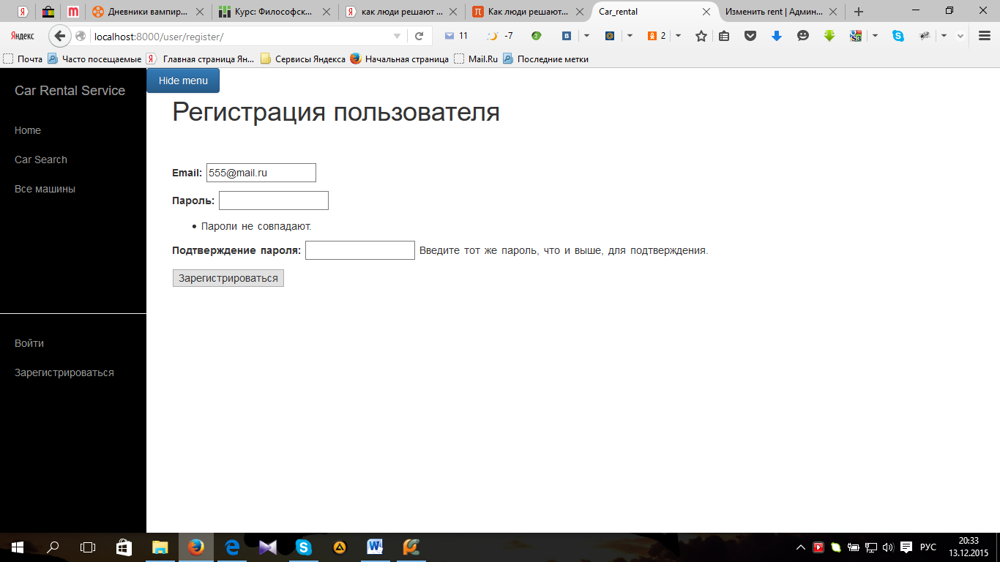 Я
m
Дневники вампир...
Курс: Философск...
Я
как люди решают ...
π
Как люди решают...
Car_rental
Изменить rent | Админ...
Яндекс
localhost:8000/user/register/
11
-7
2
В
2
Почта
Часто посещаемые
Я
Главная страница Ян...
Сервисы Яндекса
Начальная страница
Mail.Ru
Последние метки
Car Rental Service
Home
Car Search
Все машины
Войти
Зарегистрироваться
Hide menu
Регистрация пользователя
Email:
555@mail.ru
Пароль:
Пароли не совпадают.
Подтверждение пароля:
Введите тот же пароль, что и выше, для подтверждения.
Зарегистрироваться
РУС
20:33
13.12.2015